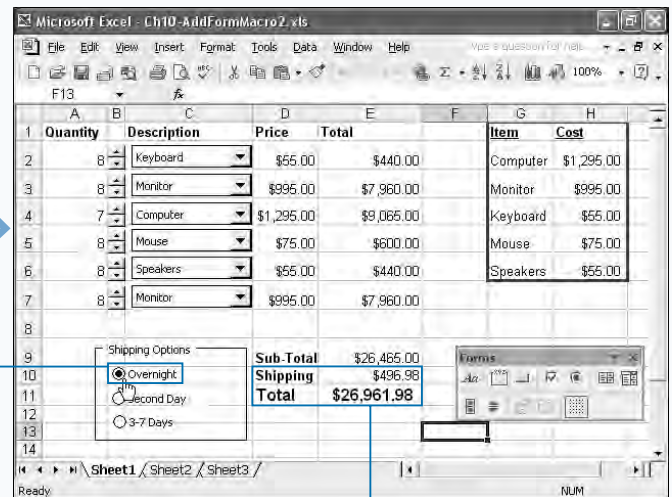 Microsoft Excel - Ch10-AddFormMacro2.xls
File Edit View Insert Format Tools Data Window Help
100%
F13 fx
A B C D E F G H
1 Quantity Description Price Total Item Cost
2 8 Keyboard $55.00 $440.00 Computer $1,295.00
3 8 Monitor $995.00 $7,960.00 Monitor $995.00
4 7 Computer $1,295.00 $9,065.00 Keyboard $55.00
5 8 Mouse $75.00 $600.00 Mouse $75.00
6 8 Speakers $55.00 $440.00 Speakers $55.00
7 8 Monitor $995.00 $7,960.00
8
Shipping Options
9 Sub-Total $26,465.00 Forms
10 Overnight Shipping $496.98 Aa
11 Second Day Total $26,961.98
12 3-7 Days
13
14
Sheet1 Sheet2 Sheet3
Ready NUM